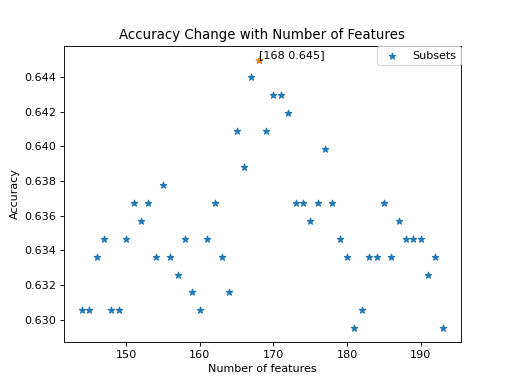 Accuracy Change with Number of Features
[168 0.645]
Subsets
0.644
0.642
0.640
0.638
0.636
0.634
0.632
0.630
Accuracy
150 160 170 180 190
Number of features